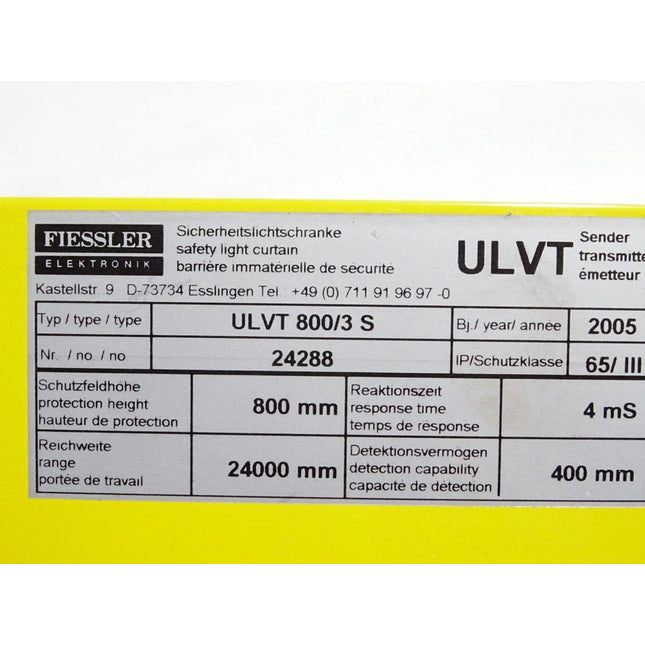 FIESSLER
ELEKTRONIK
Sicherheitslichtschranke
safety light curtain
barrière immatérielle de sécurité
ULVT
Sender
transmitte
émetteur
Kastellstr. 9 D-73734 Esslingen Tel. +49 (0) 711 91 96 97 -0
Typ / type / type ULVT 800/3 S Bj./ year/ année 2005
Nr. / no. / no 24288 IP/Schutzklasse 65/ III
Schutzfeldhöhe
protection height
hauteur de protection
800 mm
Reaktionszeit
response time
temps de response
4 mS
Reichweite
range
portée de travail
24000 mm
Detektionsvermögen
detection capability
capacité de détection
400 mm